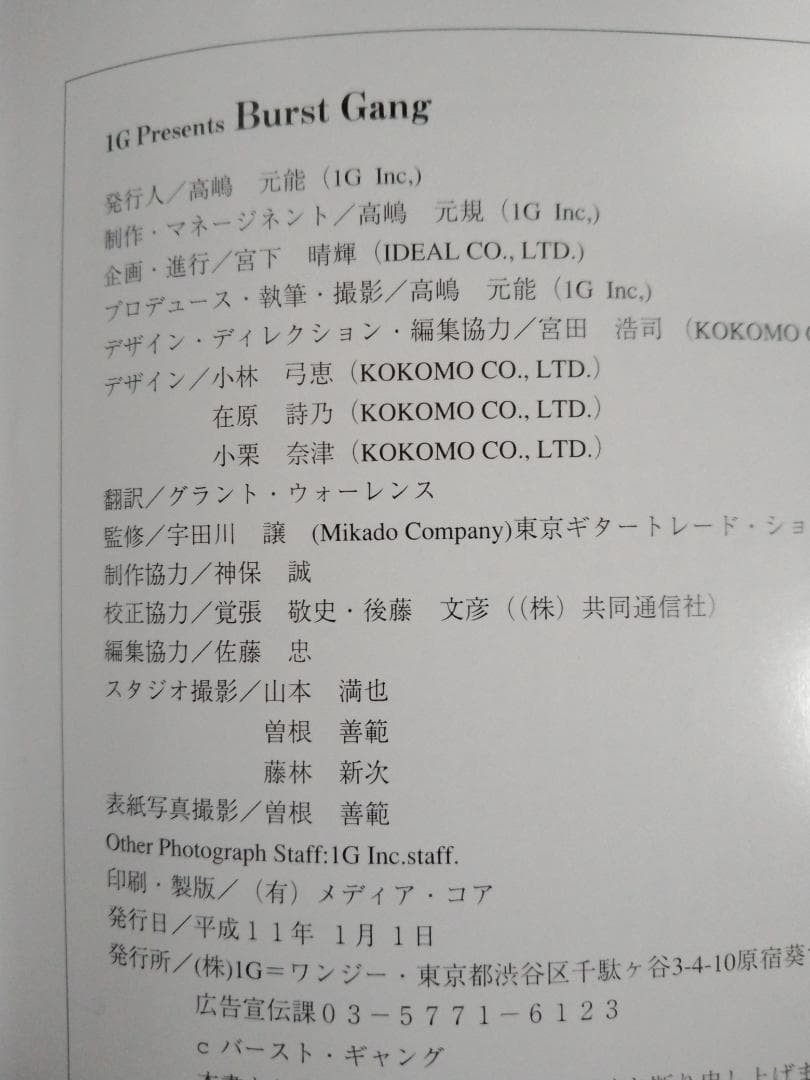 1G Presents Burst Gang
発行人／高嶋　元能（1G Inc,）
制作・マネージネント／高嶋　元規（1G Inc,)
企画・進行／宮下　晴輝（IDEAL CO., LTD.)
プロデュース・執筆・撮影／高嶋　元能（1G Inc,)
デザイン・ディレクション・編集協力／宮田　浩司（KOKOMO
デザイン／小林　弓恵（KOKOMO CO., LTD.）
在原　詩乃（KOKOMO CO., LTD.）
小栗　奈津（KOKOMO CO., LTD.）
翻訳／グラント・ウォーレンス
監修／宇田川　譲　(Mikado Company)東京ギタートレード・ショ
制作協力／神保　誠
校正協力／覚張　敬史・後藤　文彦（(株）共同通信社）
編集協力／佐藤　忠
スタジオ撮影／山本　満也
曽根　善範
藤林　新次
表紙写真撮影／曽根　善範
Other Photograph Staff:1G Inc.staff.
印刷・製版／（有）メディア・コア
発行日／平成１１年 １月１日
発行所／(株)1G＝ワンジー・東京都渋谷区千駄ヶ谷3-4-10原宿葵
広告宣伝課０３－５７７１－６１２３
c バースト・ギャング